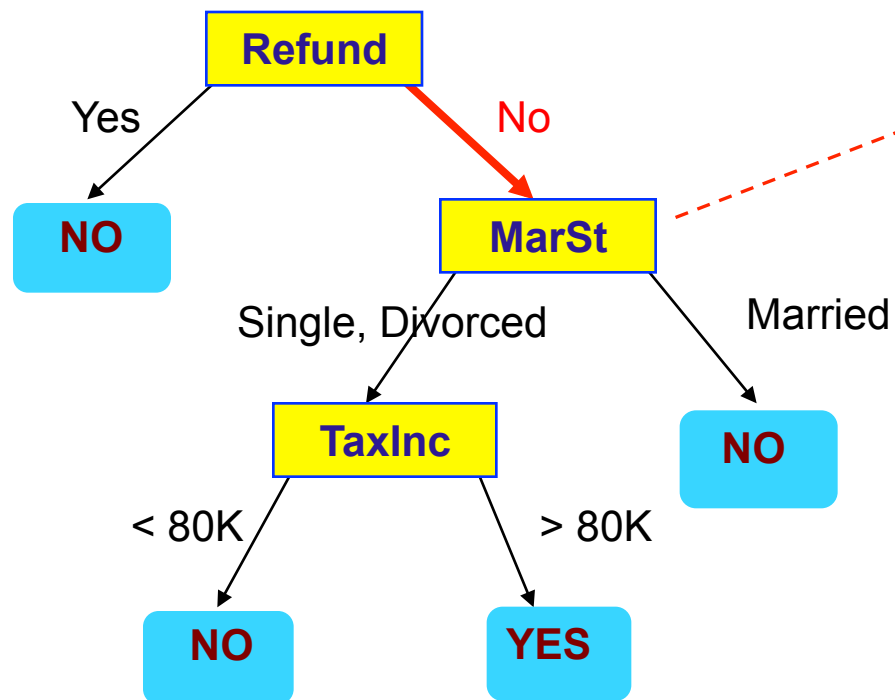 Refund
Yes
No
NO
MarSt
Single, Divorced
Married
TaxInc
NO
< 80K
> 80K
NO
YES